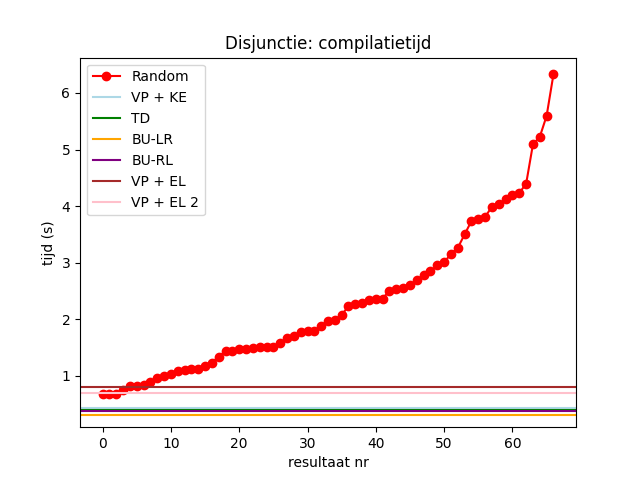 Disjunctie: compilatietijd
Random
VP + KE
TD
BU-LR
BU-RL
VP + EL
VP + EL 2
tijd (s)
6
5
4
3
2
1
0 10 20 30 40 50 60
resultaat nr